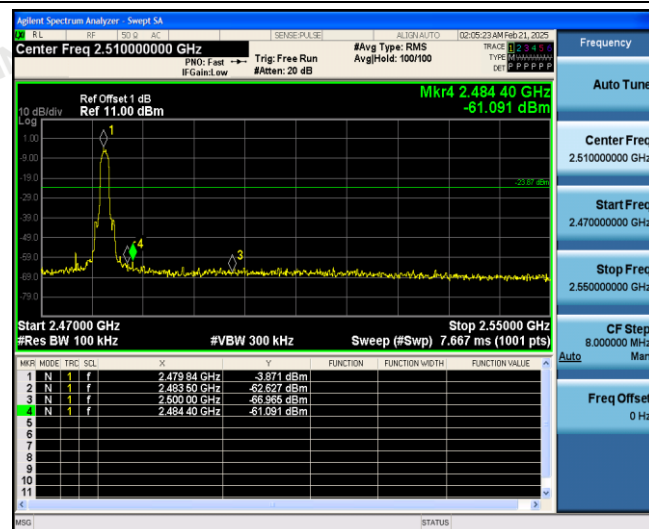 Agilent Spectrum Analyzer - Swept SA
RL RF 50 Ω AC SENSE:PULSE ALIGN AUTO 02:05:23 AM Feb 21, 2025
Center Freq 2.510000000 GHz
PNO: Fast
IFGain:Low
Trig: Free Run
#Atten: 20 dB
#Avg Type: RMS
Avg|Hold: 100/100
TRACE 1 2 3 4 5 6
TYPE M
DET P P P P P P
Frequency
Auto Tune
Center Freq
2.510000000 GHz
Start Freq
2.470000000 GHz
Stop Freq
2.550000000 GHz
CF Step
8.000000 MHz
Auto Man
Freq Offset
0 Hz
Mkr4 2.484 40 GHz
-61.091 dBm
Ref Offset 1 dB
10 dB/div Ref 11.00 dBm
Log
1.00
-9.00
-19.0
-29.0
-39.0
-49.0
-59.0
-69.0
-79.0
1
4
3
-23.87 dBm
Start 2.47000 GHz Stop 2.55000 GHz
#Res BW 100 kHz #VBW 300 kHz Sweep (#Swp) 7.667 ms (1001 pts)
MKR MODE TRC SCL X Y FUNCTION FUNCTION WIDTH FUNCTION VALUE
1 N 1 f 2.479 84 GHz -3.871 dBm
2 N 1 f 2.483 50 GHz -62.627 dBm
3 N 1 f 2.500 00 GHz -66.965 dBm
4 N 1 f 2.484 40 GHz -61.091 dBm
5
6
7
8
9
10
11
MSG STATUS